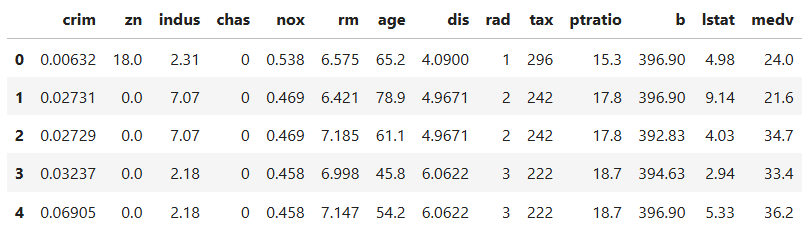 crim zn indus chas nox rm age dis rad tax ptratio b lstat medv
0 0.00632 18.0 2.31 0 0.538 6.575 65.2 4.0900 1 296 15.3 396.90 4.98 24.0
1 0.02731 0.0 7.07 0 0.469 6.421 78.9 4.9671 2 242 17.8 396.90 9.14 21.6
2 0.02729 0.0 7.07 0 0.469 7.185 61.1 4.9671 2 242 17.8 392.83 4.03 34.7
3 0.03237 0.0 2.18 0 0.458 6.998 45.8 6.0622 3 222 18.7 394.63 2.94 33.4
4 0.06905 0.0 2.18 0 0.458 7.147 54.2 6.0622 3 222 18.7 396.90 5.33 36.2